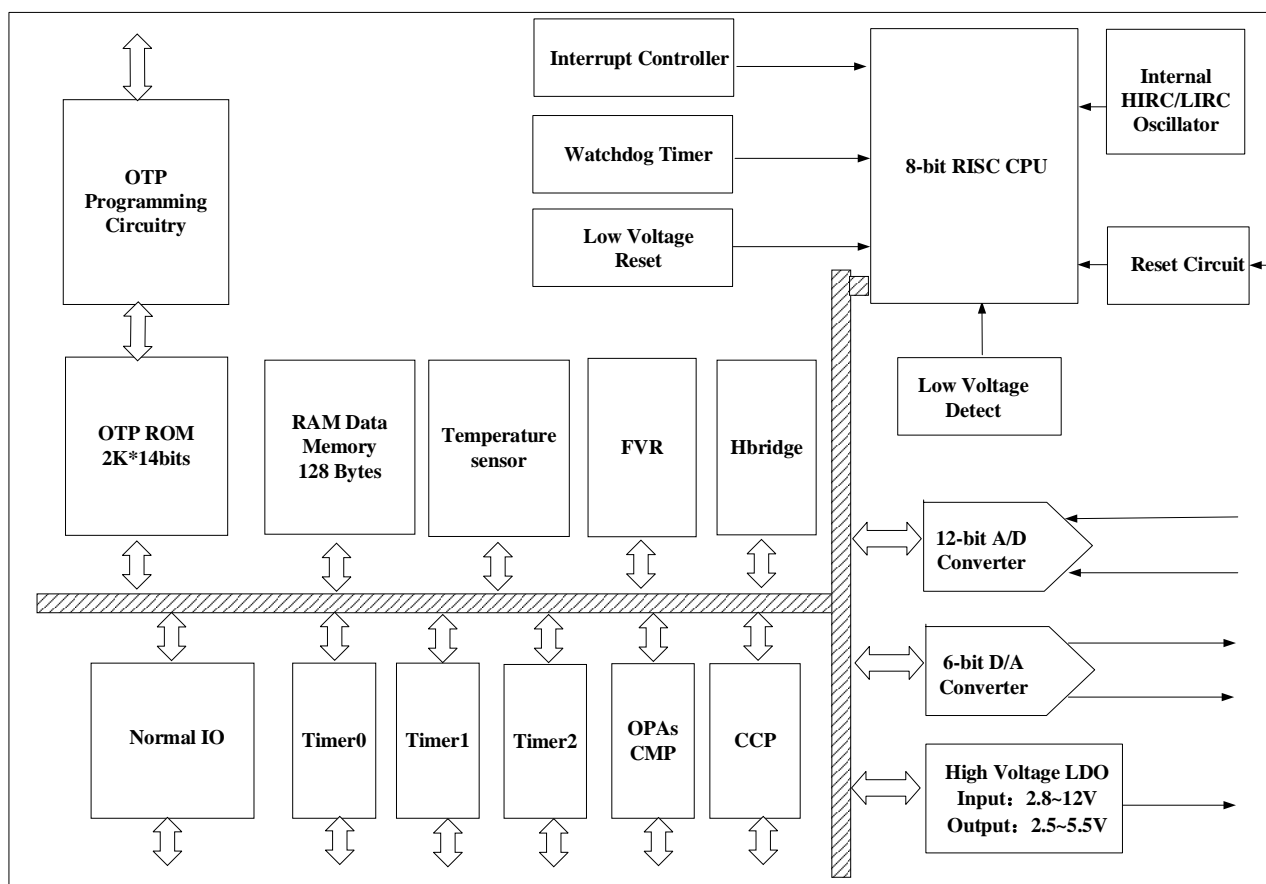 Interrupt Controller
Watchdog Timer
Low Voltage
Reset
8-bit RISC CPU
Internal
HIRC/LIRC
Oscillator
Reset Circuit
Low Voltage
Detect
OTP
Programming
Circuitry
OTP ROM
2K*14bits
RAM Data
Memory
128 Bytes
Temperature
sensor
FVR
Hbridge
12-bit A/D
Converter
6-bit D/A
Converter
High Voltage LDO
Input：2.8~12V
Output：2.5~5.5V
Normal IO
Timer0
Timer1
Timer2
OPAs
CMP
CCP